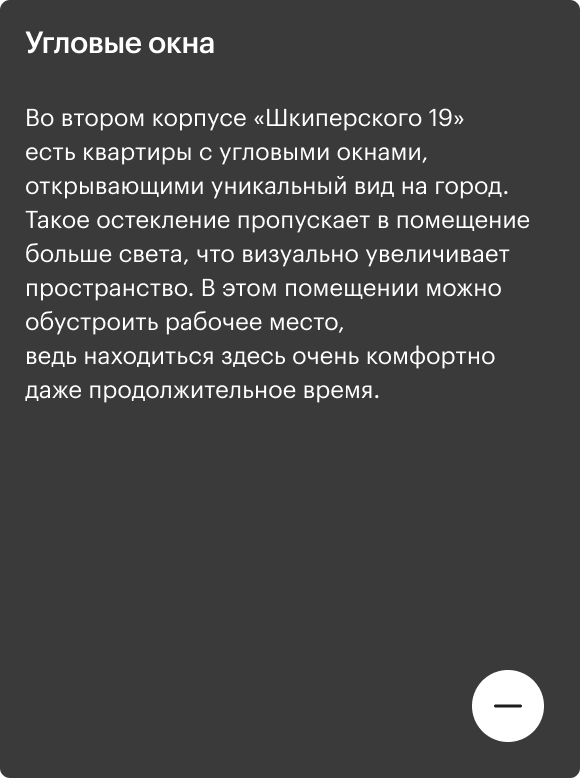 Угловые окна
Во втором корпусе «Шкиперского 19»
есть квартиры с угловыми окнами,
открывающими уникальный вид на город.
Такое остекление пропускает в помещение
больше света, что визуально увеличивает
пространство. В этом помещении можно
обустроить рабочее место,
ведь находиться здесь очень комфортно
даже продолжительное время.